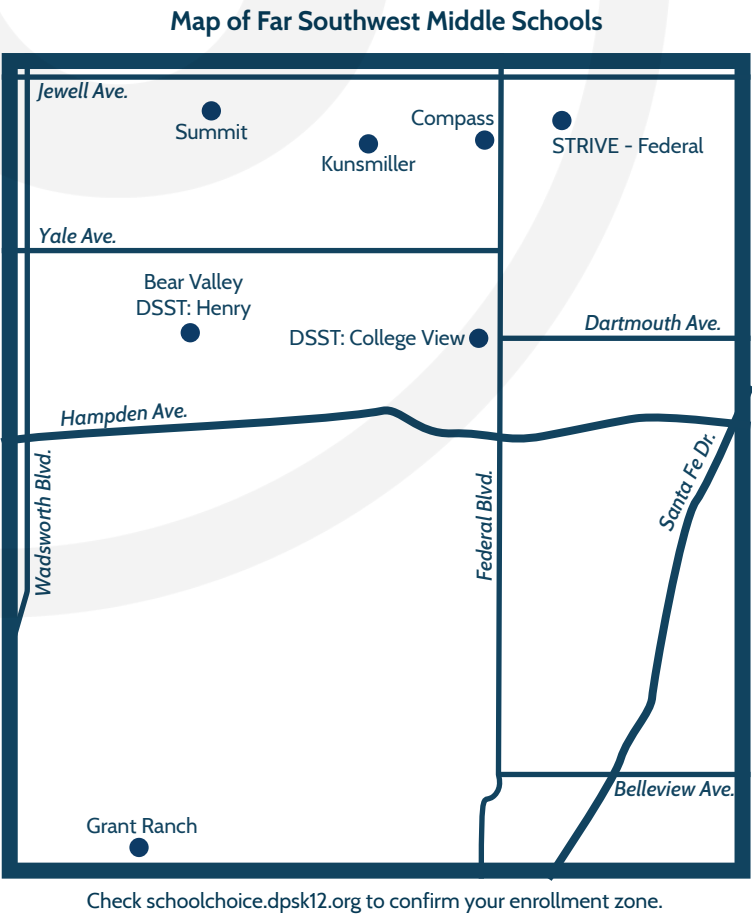 Map of Far Southwest Middle Schools
Jewell Ave.
Summit
Compass
Kunsmiller
STRIVE - Federal
Yale Ave.
Bear Valley
DSST: Henry
DSST: College View
Dartmouth Ave.
Hampden Ave.
Wadsworth Blvd.
Federal Blvd.
Santa Fe Dr.
Belleview Ave.
Grant Ranch
Check schoolchoice.dpsk12.org to confirm your enrollment zone.